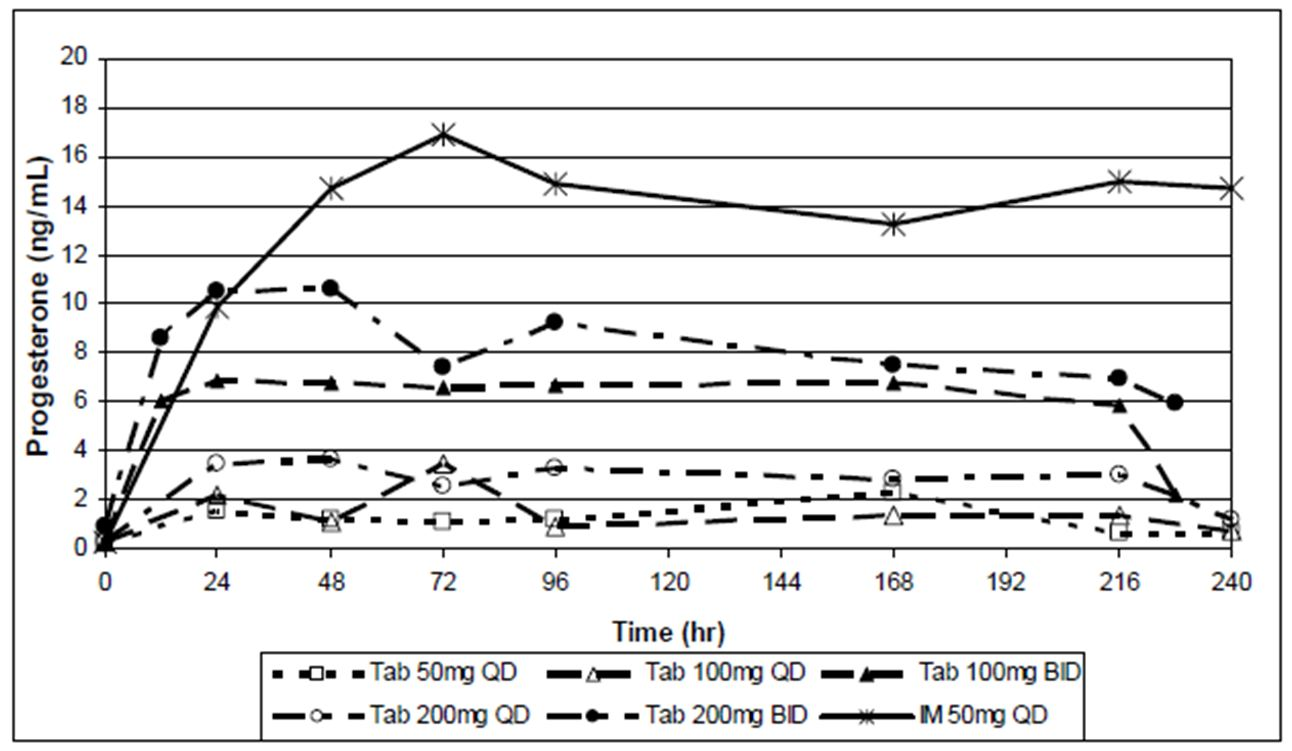 20
18
16
14
12
10
8
6
4
2
0
Progesterone (ng/mL)
0 24 48 72 96 120 144 168 192 216 240
Time (hr)
Tab 50mg QD Tab 100mg QD Tab 100mg BID
Tab 200mg QD Tab 200mg BID IM 50mg QD